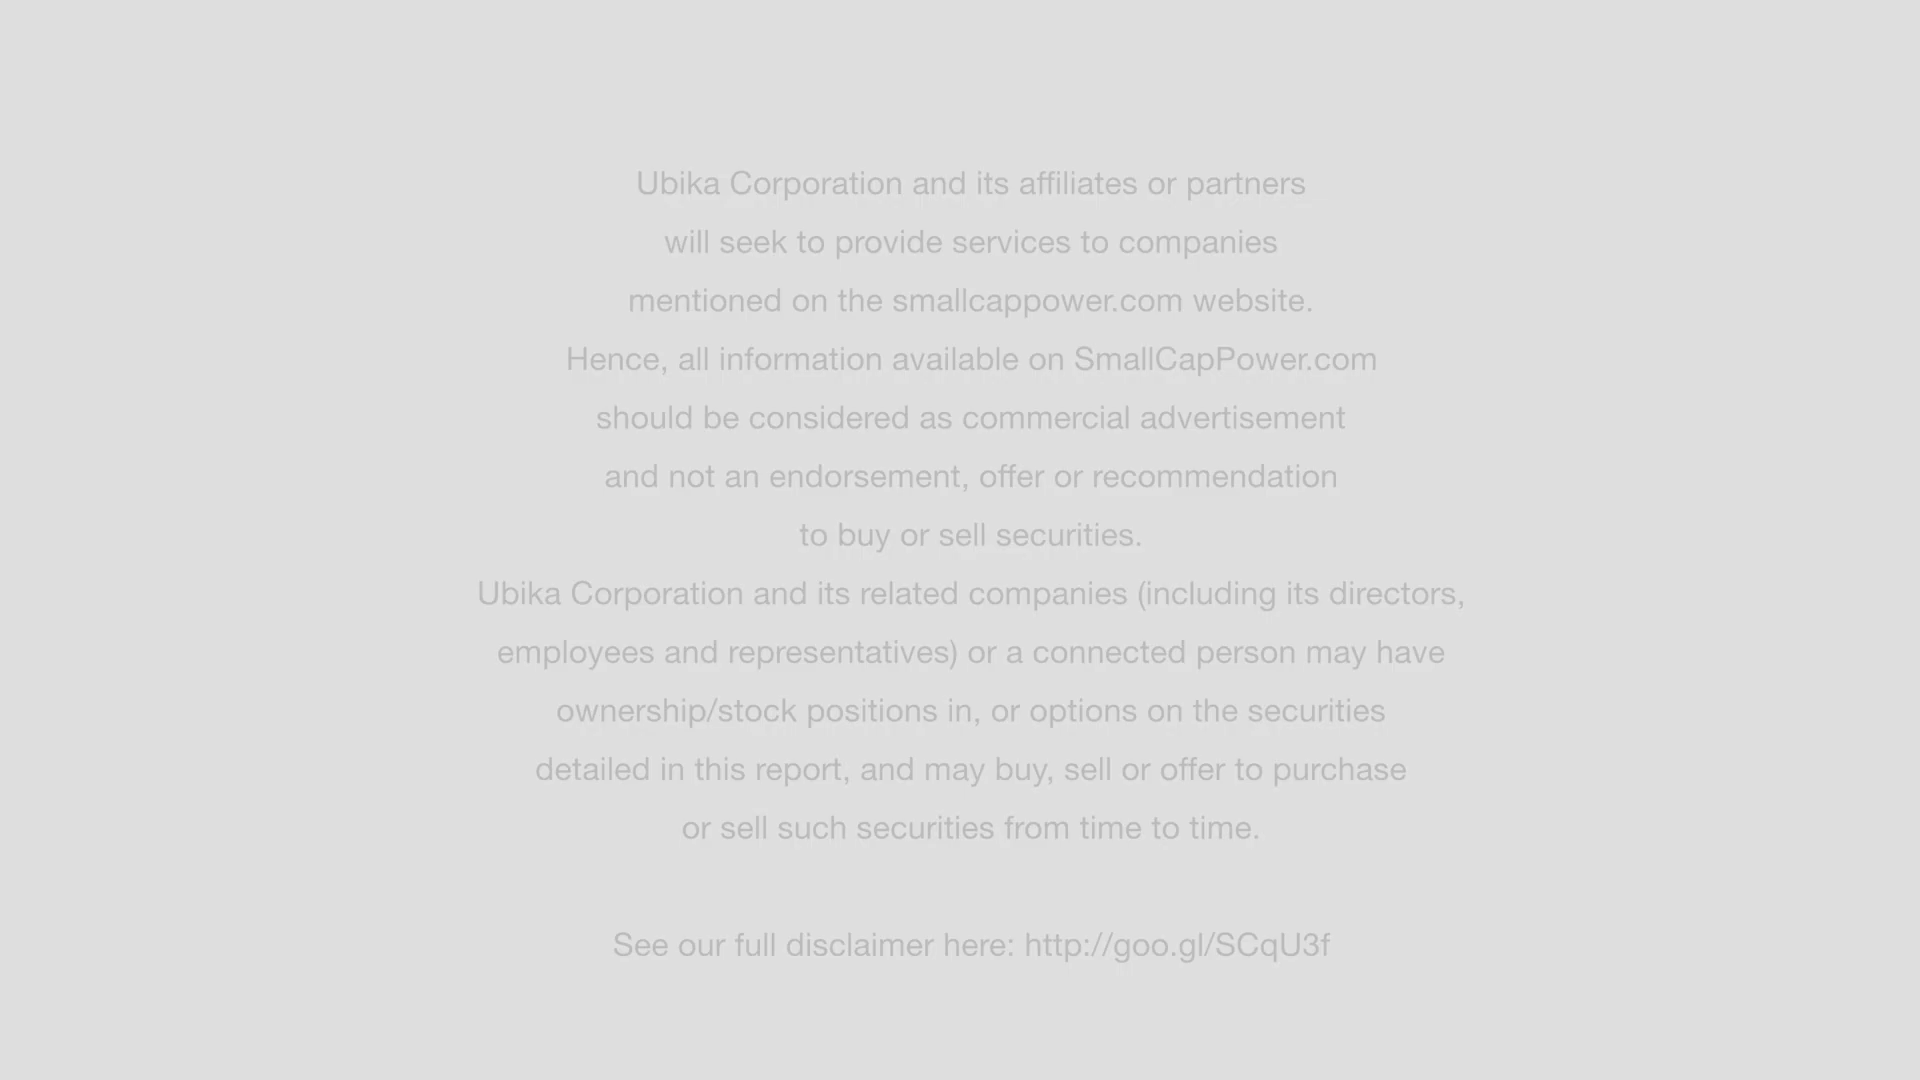 Ubika Corporation and its affiliates or partners
will seek to provide services to companies
mentioned on the smallcappower.com website.
Hence, all information available on SmallCapPower.com
should be considered as commercial advertisement
and not an endorsement, offer or recommendation
to buy or sell securities.
Ubika Corporation and its related companies (including its directors,
employees and representatives) or a connected person may have
ownership/stock positions in, or options on the securities
detailed in this report, and may buy, sell or offer to purchase
or sell such securities from time to time.
See our full disclaimer here: http://goo.gl/SCqU3f